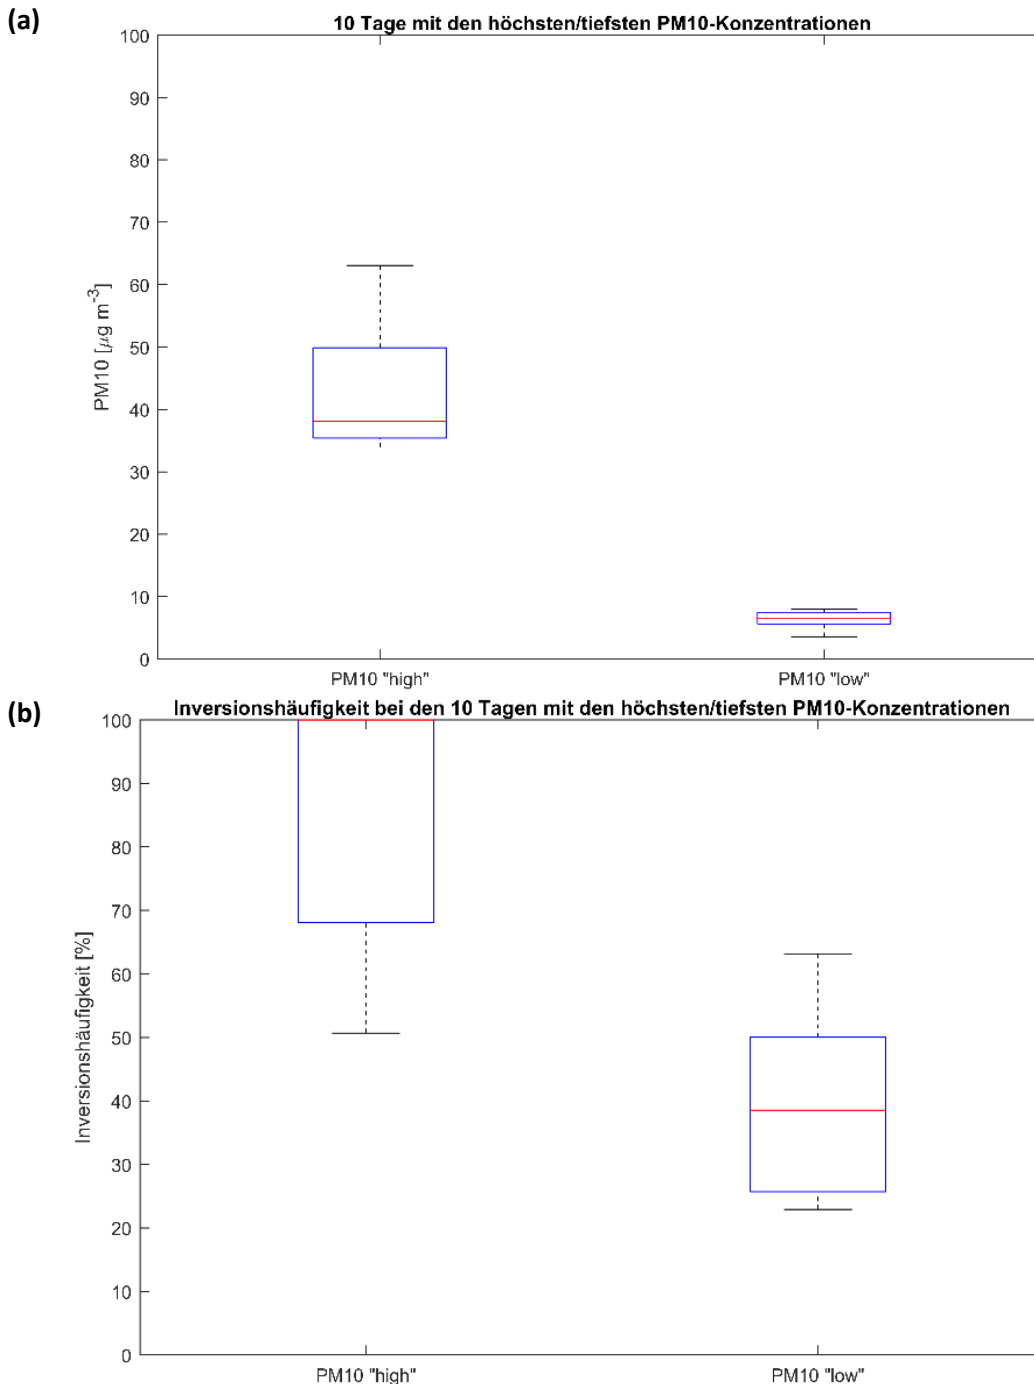 (a)
10 Tage mit den höchsten/tiefsten PM10-Konzentrationen
100
90
80
70
60
50
40
30
20
10
0
PM10 [μg m⁻³]
PM10 "high"
PM10 "low"
(b)
Inversionshäufigkeit bei den 10 Tagen mit den höchsten/tiefsten PM10-Konzentrationen
100
90
80
70
60
50
40
30
20
10
0
Inversionshäufigkeit [%]
PM10 "high"
PM10 "low"